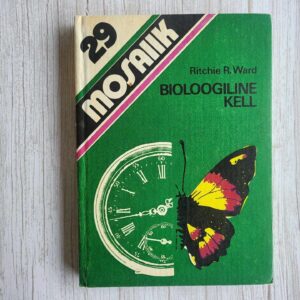 29
MOSAIIK
Ritchie R. Ward
BIOLOOGILINE
KELL